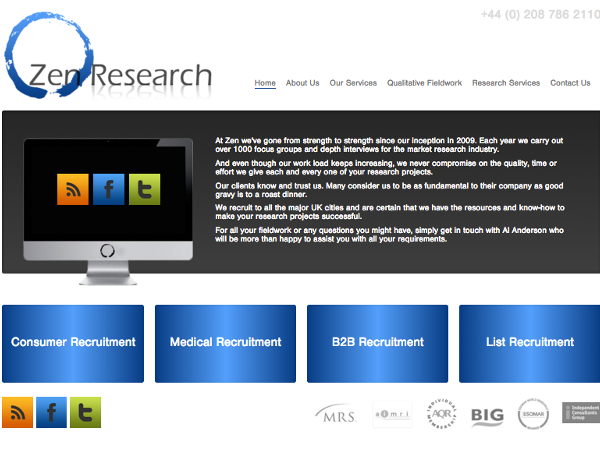 +44 (0) 208 786 2110
Zen Research
Home About Us Our Services Qualitative Fieldwork Research Services Contact Us
At Zen we've gone from strength to strength since our inception in 2009. Each year we carry out
over 1000 focus groups and depth interviews for the market research industry.
And even though our work load keeps increasing, we never compromise on the quality, time or
effort we give each and every one of your research projects.
Our clients know and trust us. Many consider us to be as fundamental to their company as good
gravy is to a roast dinner.
We recruit to all the major UK cities and are certain that we have the resources and know-how to
make your research projects successful.
For all your fieldwork or any questions you might have, simply get in touch with Al Anderson who
will be more than happy to assist you with all your requirements.
Consumer Recruitment Medical Recruitment B2B Recruitment List Recruitment
MRS aimri INDIVIDUAL AQR MEMBERSHIP BIG ESOMAR Independent
Consultants
Group